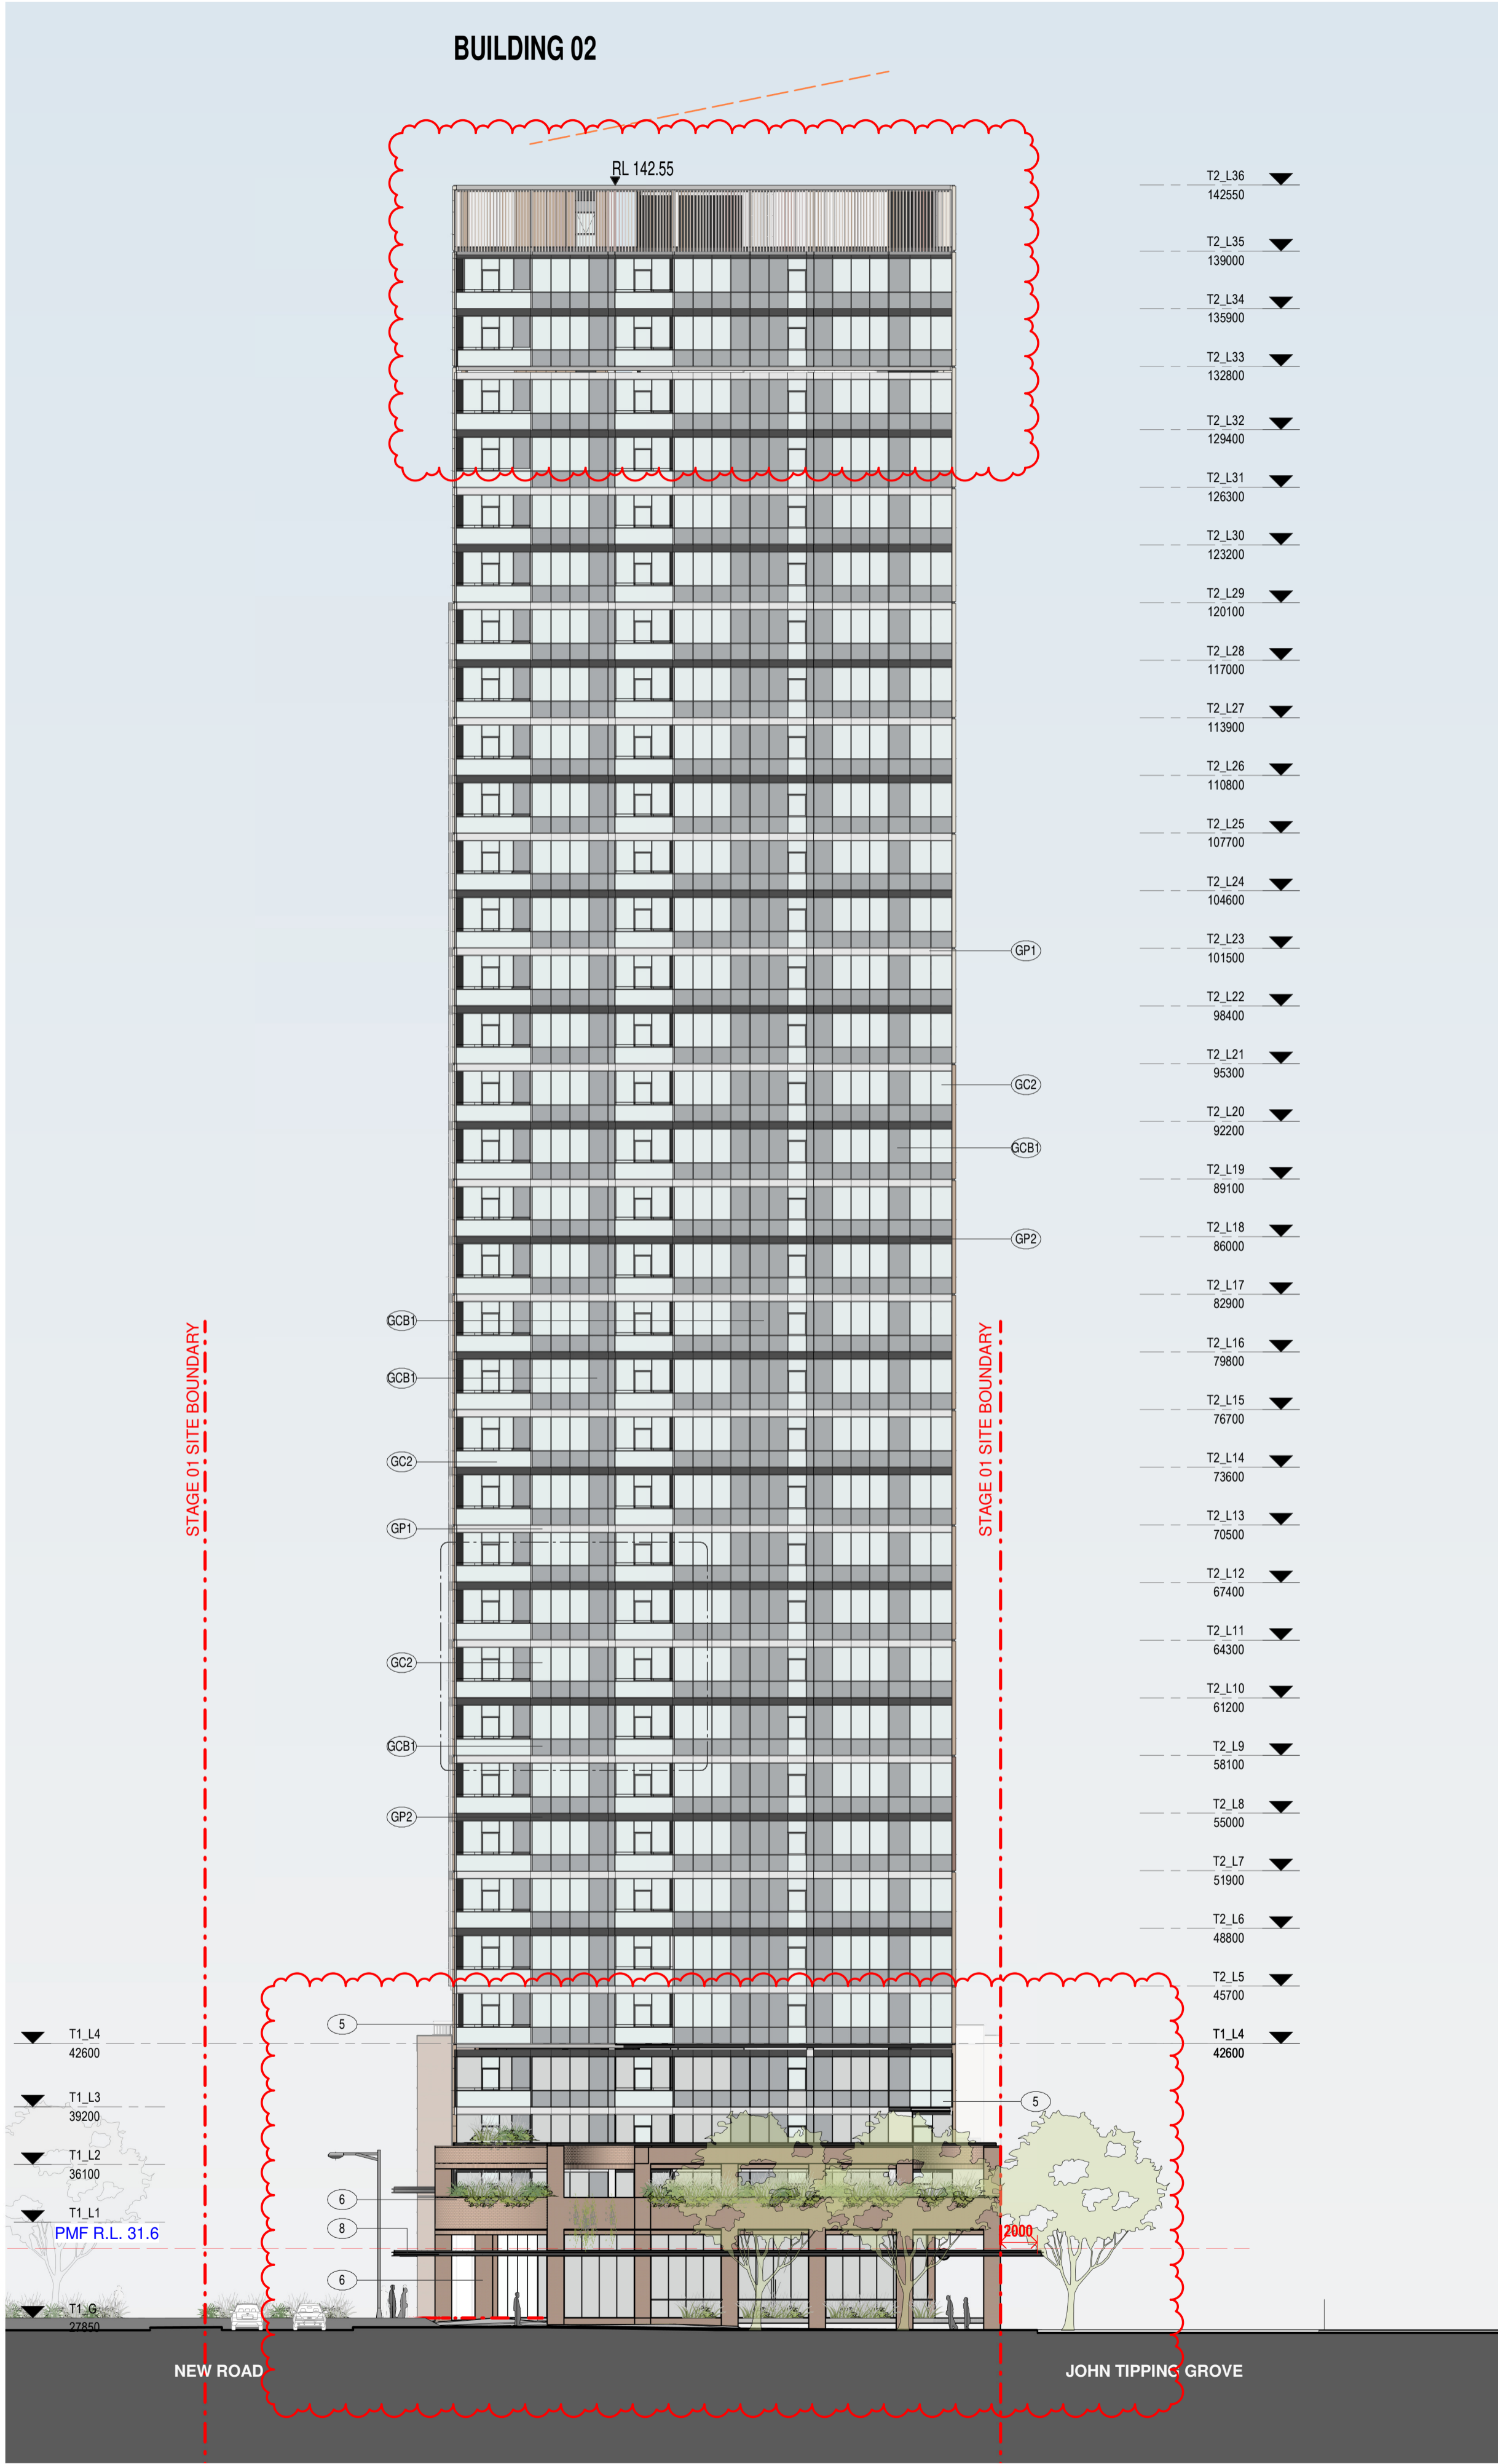 BUILDING 02
RL 142.55
T2_L36
142550
T2_L35
139000
T2_L34
135900
T2_L33
132800
T2_L32
129400
T2_L31
126300
T2_L30
123200
T2_L29
120100
T2_L28
117000
T2_L27
113900
T2_L26
110800
T2_L25
107700
T2_L24
104600
T2_L23
101500
GP1
T2_L22
98400
T2_L21
95300
GC2
T2_L20
92200
GCB1
T2_L19
89100
T2_L18
86000
GP2
T2_L17
82900
GCB1
STAGE 01 SITE BOUNDARY
STAGE 01 SITE BOUNDARY
T2_L16
79800
GCB1
T2_L15
76700
GC2
T2_L14
73600
GP1
T2_L13
70500
T2_L12
67400
T2_L11
64300
GC2
T2_L10
61200
GCB1
T2_L9
58100
GP2
T2_L8
55000
T2_L7
51900
T2_L6
48800
T2_L5
45700
5
T1_L4
42600
T1_L4
42600
T1_L3
39200
5
T1_L2
36100
6
T1_L1
PMF R.L. 31.6
8
2000
6
T1_G
27850
NEW ROAD
JOHN TIPPING GROVE